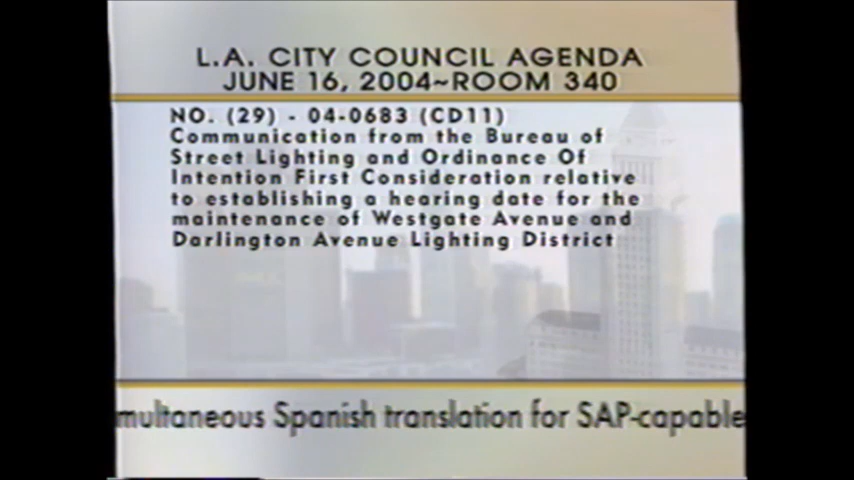 L.A. CITY COUNCIL AGENDA
JUNE 16, 2004~ROOM 340
NO. (29) - 04-0683 (CD11)
Communication from the Bureau of
Street Lighting and Ordinance Of
Intention First Consideration relative
to establishing a hearing date for the
maintenance of Westgate Avenue and
Darlington Avenue Lighting District
multaneous Spanish translation for SAP-capable